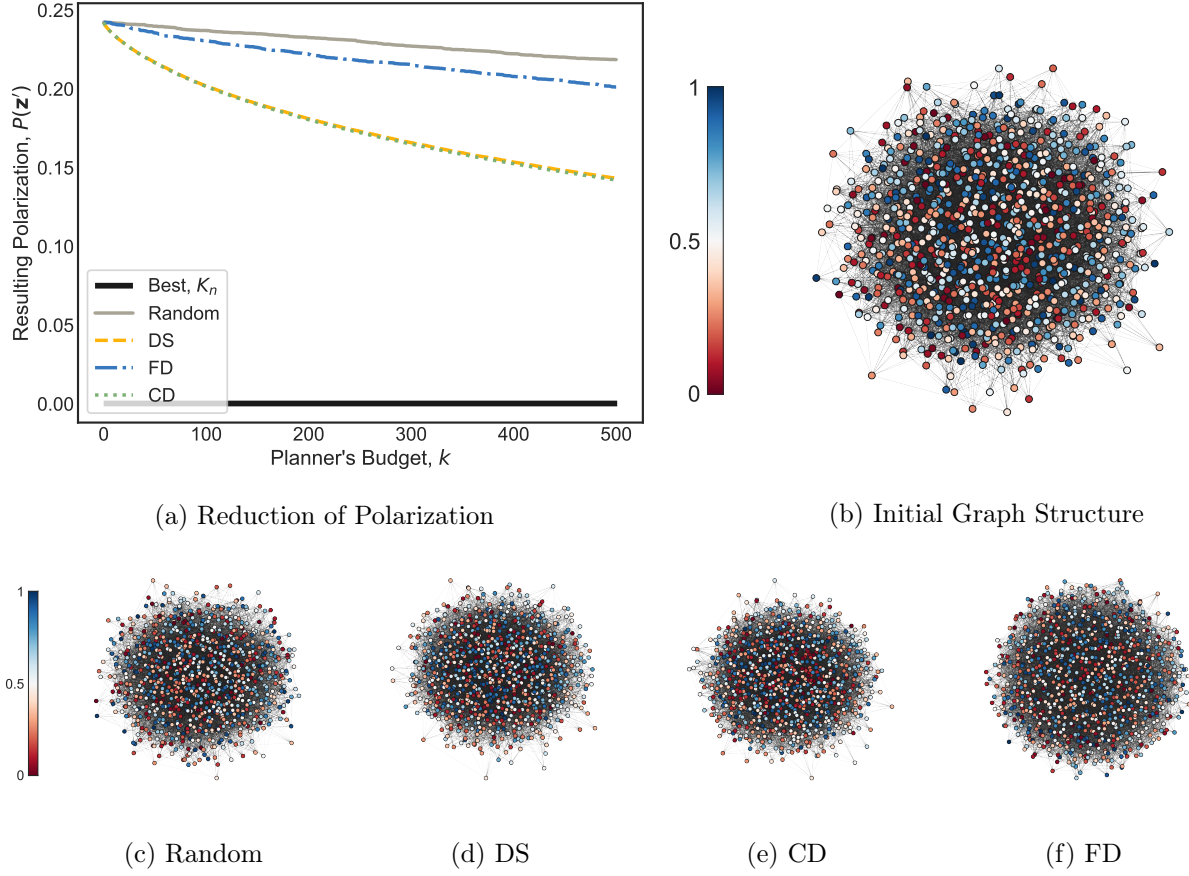 0.25
0.20
0.15
0.10
0.05
0.00
Resulting Polarization, P(z′)
Best, Kn
Random
DS
FD
CD
0 100 200 300 400 500
Planner's Budget, k
(a) Reduction of Polarization
1
0.5
0
(b) Initial Graph Structure
1
0.5
0
(c) Random
(d) DS
(e) CD
(f) FD